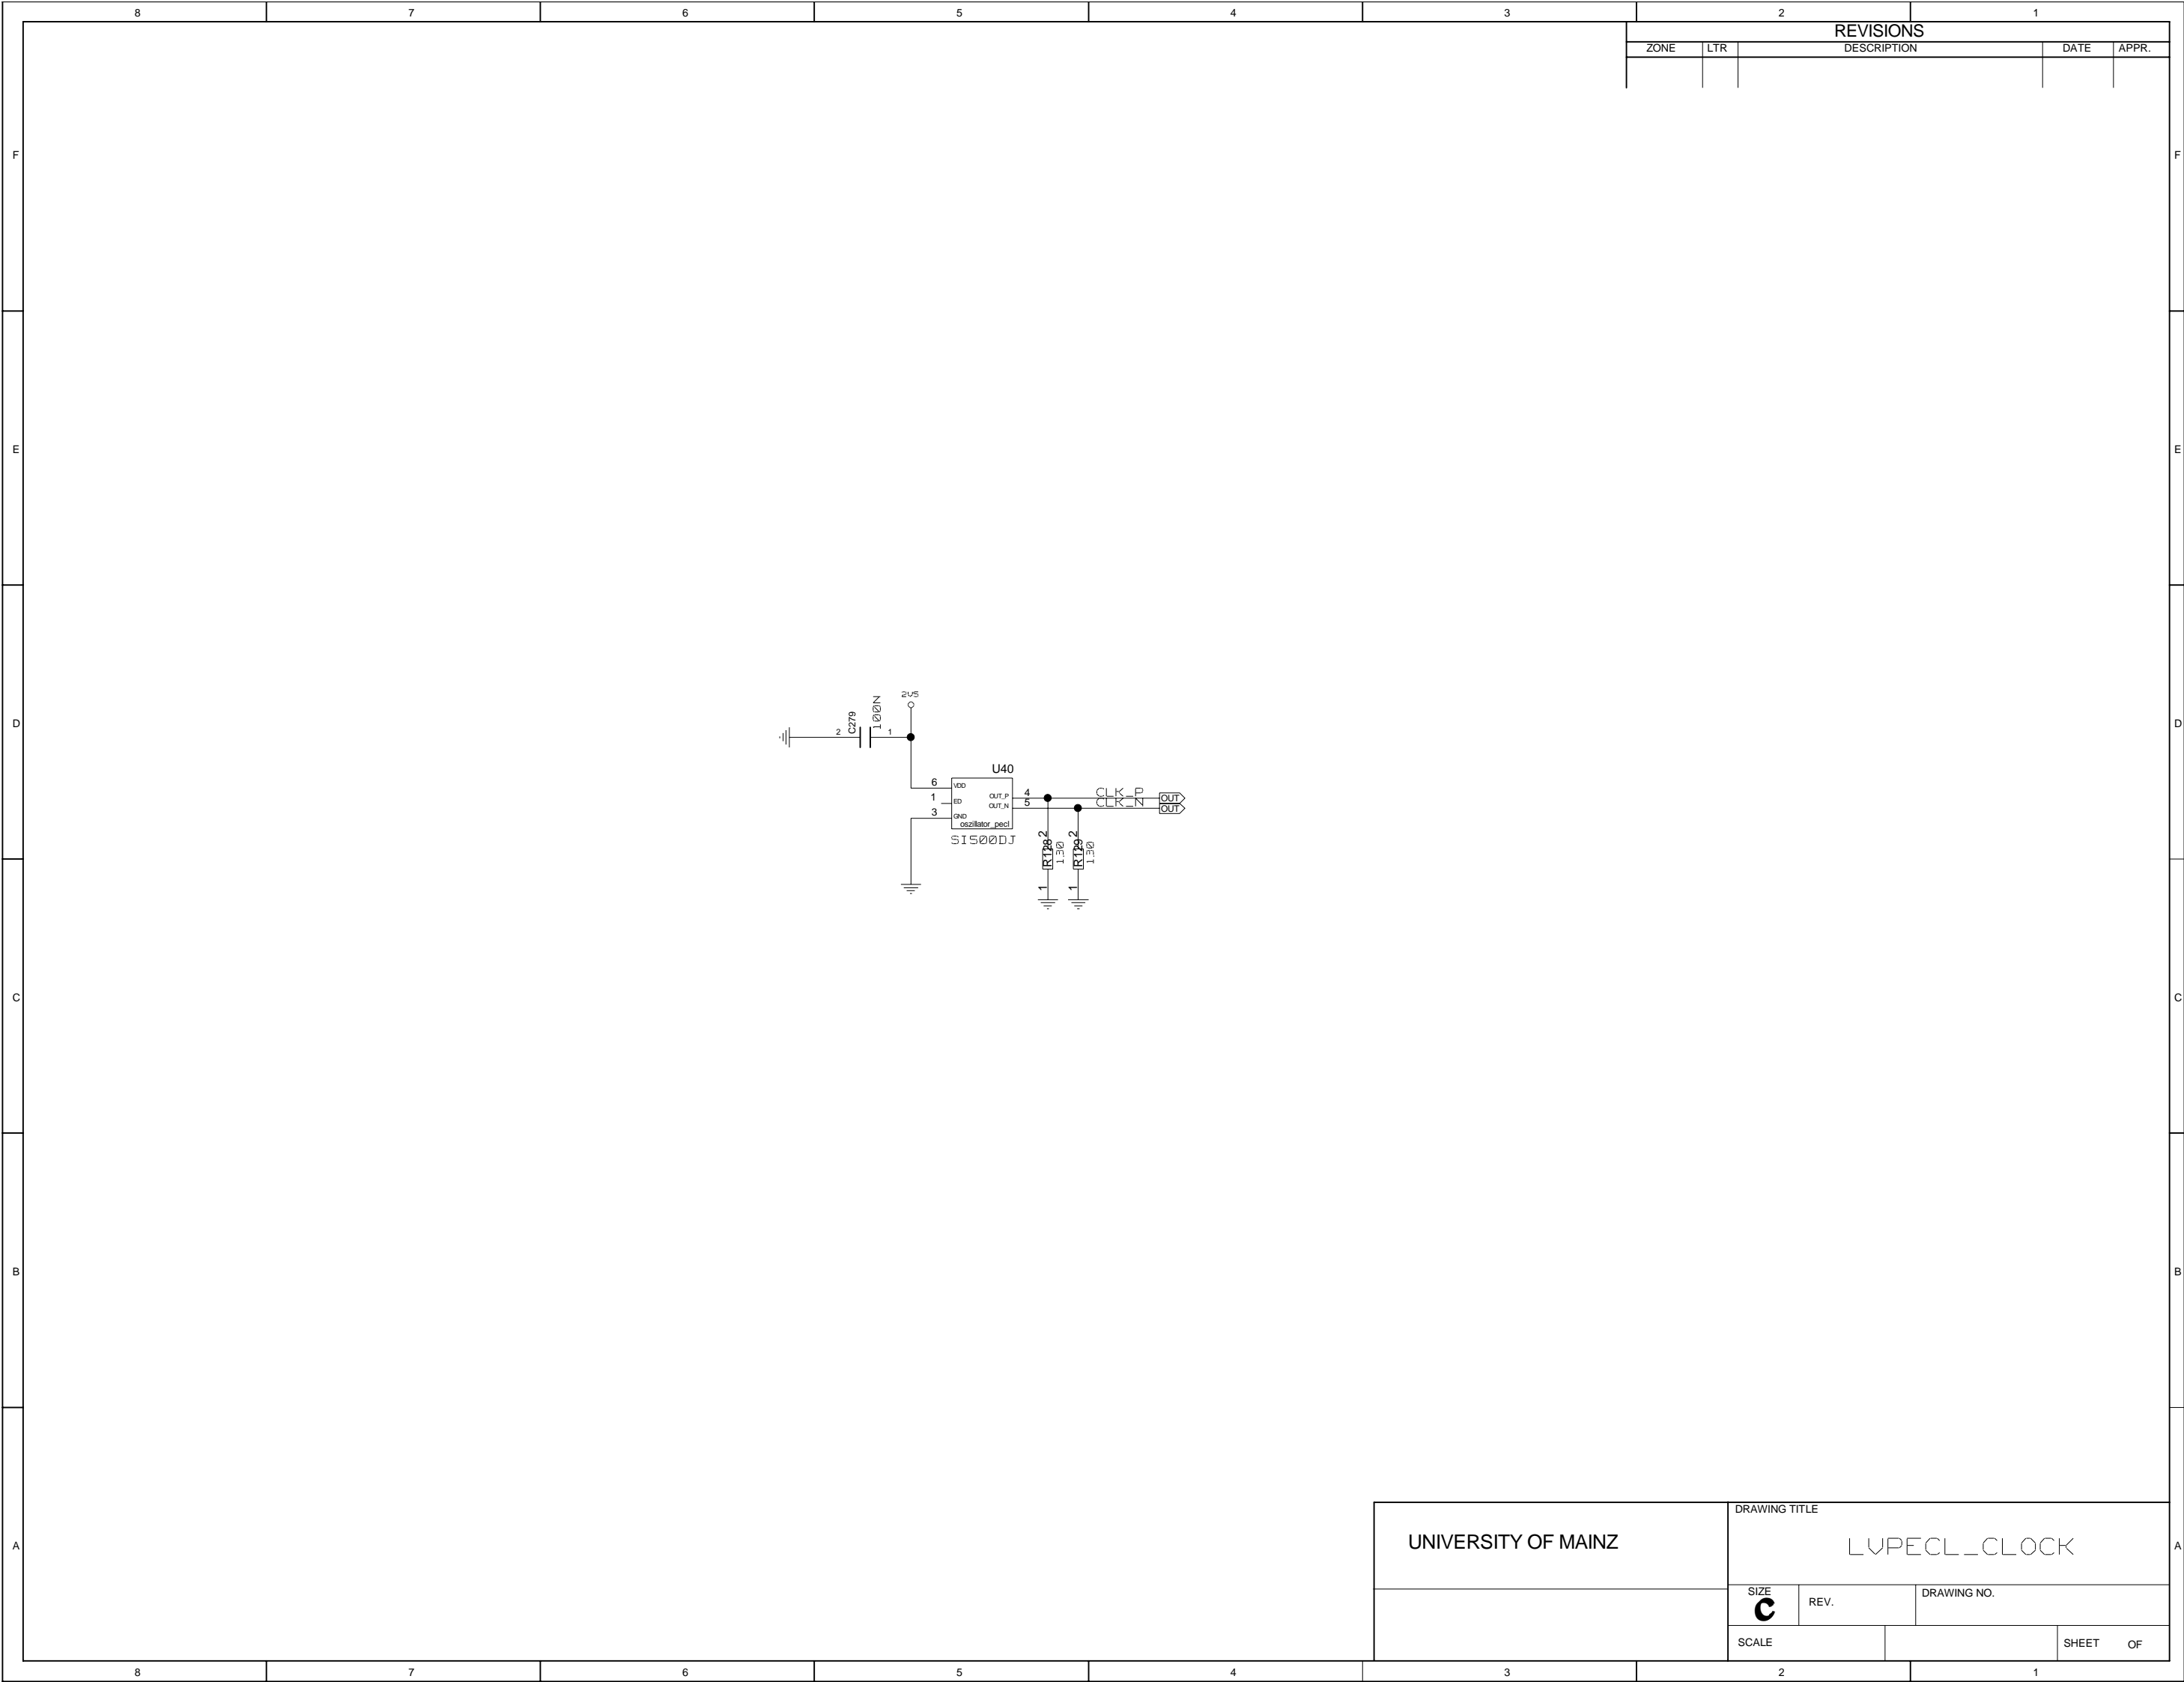 8 7 6 5 4 3 2 1
REVISIONS
ZONE LTR DESCRIPTION DATE APPR.
F F
E E
D D
2V5
C279
100N
2 1
U40
6 VDD
1 ED
3 GND
OUT_P 4
OUT_N 5
oszillator_pecl
SI500DJ
CLK_P OUT
CLK_N OUT
2 R128 130 1
2 R129 130 1
C C
B B
A A
UNIVERSITY OF MAINZ
DRAWING TITLE
LVPECL_CLOCK
SIZE
C
REV.
DRAWING NO.
SCALE
SHEET OF
8 7 6 5 4 3 2 1